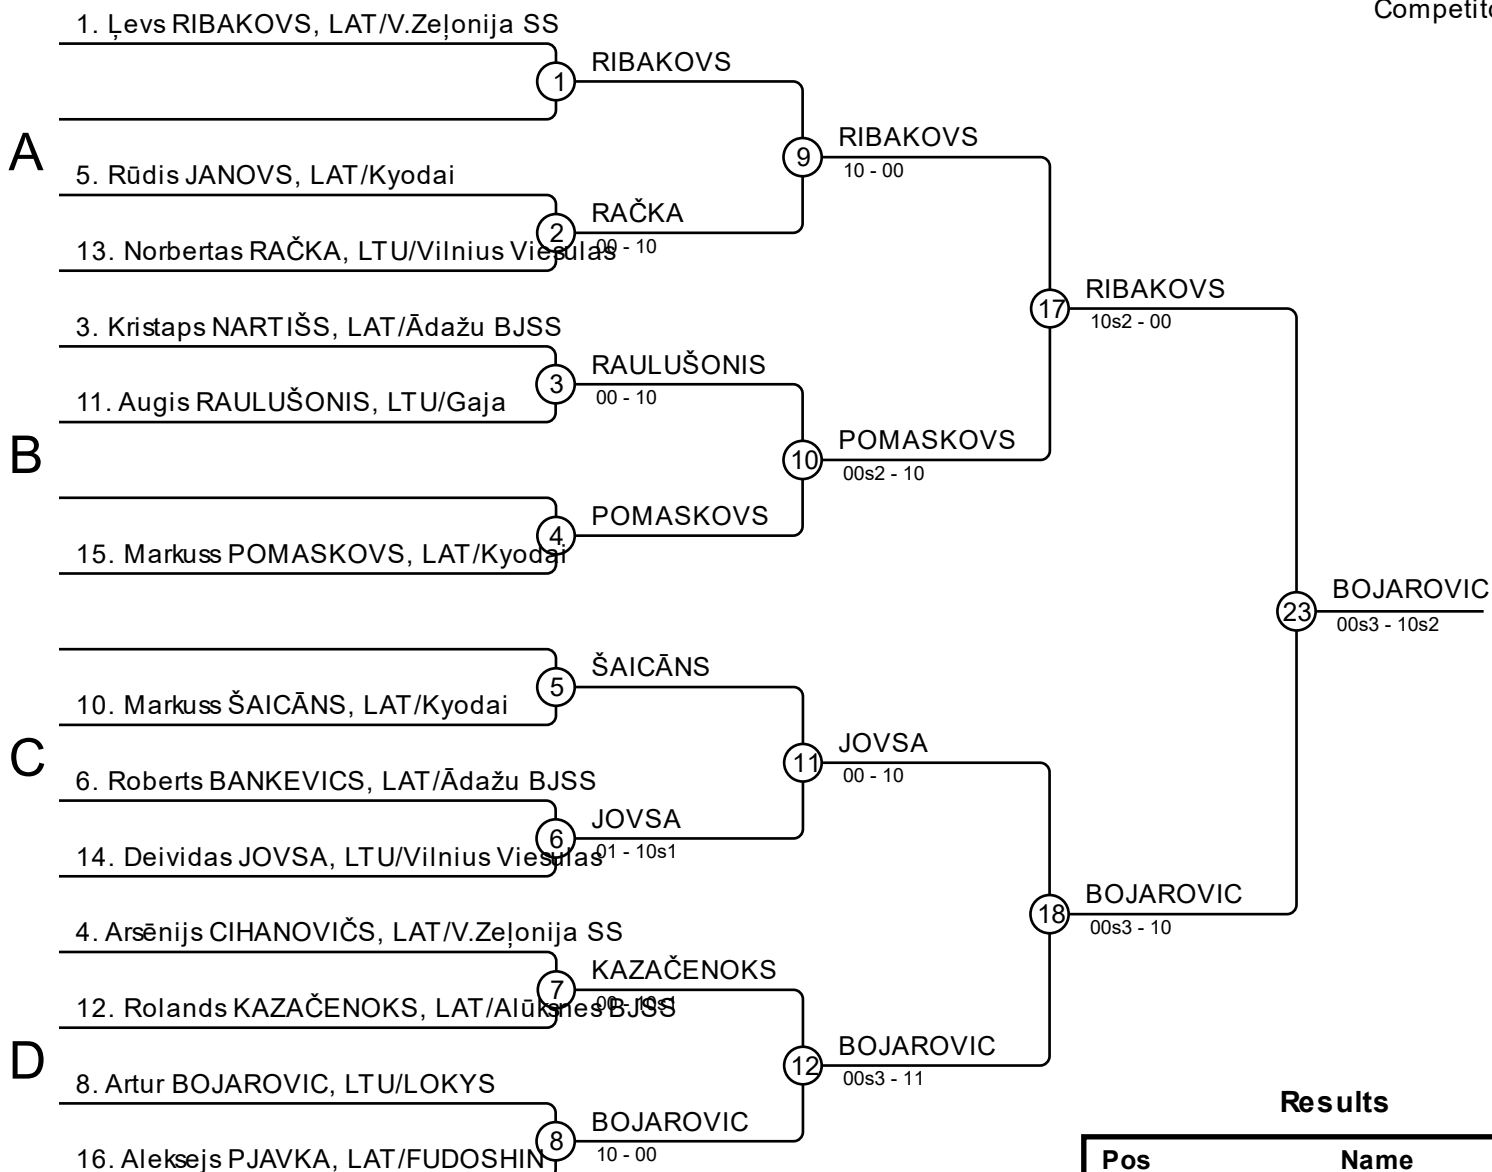 Competito
1. Ļevs RIBAKOVS, LAT/V.Zeļonija SS
1
RIBAKOVS
A
9
RIBAKOVS
10 - 00
5. Rūdis JANOVS, LAT/Kyodai
2
RAČKA
00 - 10
13. Norbertas RAČKA, LTU/Vilnius Viesulas
17
RIBAKOVS
10s2 - 00
3. Kristaps NARTIŠS, LAT/Ādažu BJSS
3
RAULUŠONIS
00 - 10
11. Augis RAULUŠONIS, LTU/Gaja
B
10
POMASKOVS
00s2 - 10
4
POMASKOVS
15. Markuss POMASKOVS, LAT/Kyodai
23
BOJAROVIC
00s3 - 10s2
5
ŠAICĀNS
10. Markuss ŠAICĀNS, LAT/Kyodai
C
11
JOVSA
00 - 10
6. Roberts BANKEVICS, LAT/Ādažu BJSS
6
JOVSA
01 - 10s1
14. Deividas JOVSA, LTU/Vilnius Viesulas
18
BOJAROVIC
00s3 - 10
4. Arsēnijs CIHANOVIČS, LAT/V.Zeļonija SS
7
KAZAČENOKS
00 - 10s1
12. Rolands KAZAČENOKS, LAT/Alūksnes BJSS
D
12
BOJAROVIC
00s3 - 11
8. Artur BOJAROVIC, LTU/LOKYS
8
BOJAROVIC
10 - 00
16. Aleksejs PJAVKA, LAT/FUDOSHIN
Results
Pos Name